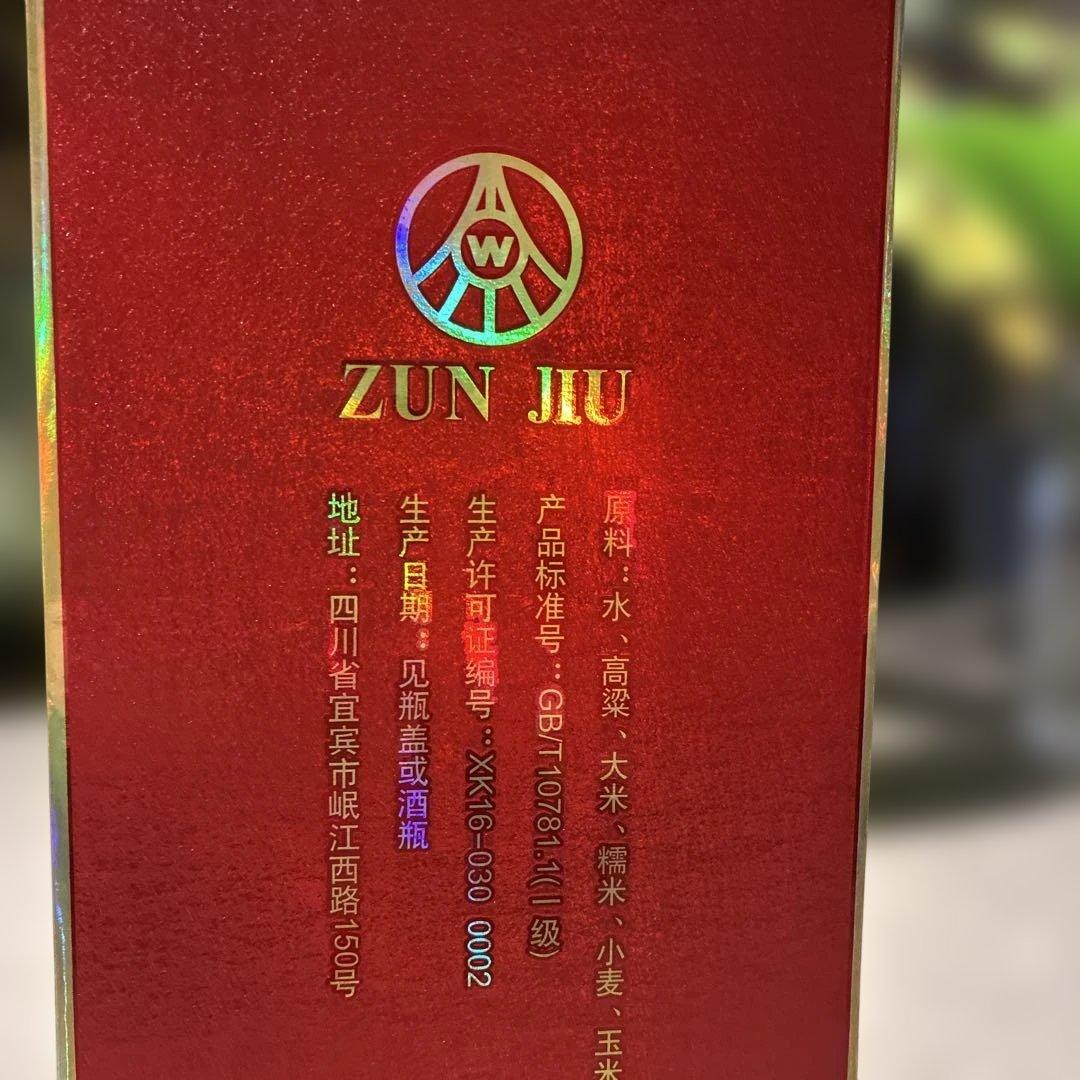 W
ZUN JIU
原料：水、高粱、大米、糯米、小麦、玉米
产品标准号：GB/T10781.1(二级)
生产许可证编号：XK16-030 0002
生产日期：见瓶盖或酒瓶
地址：四川省宜宾市岷江西路150号